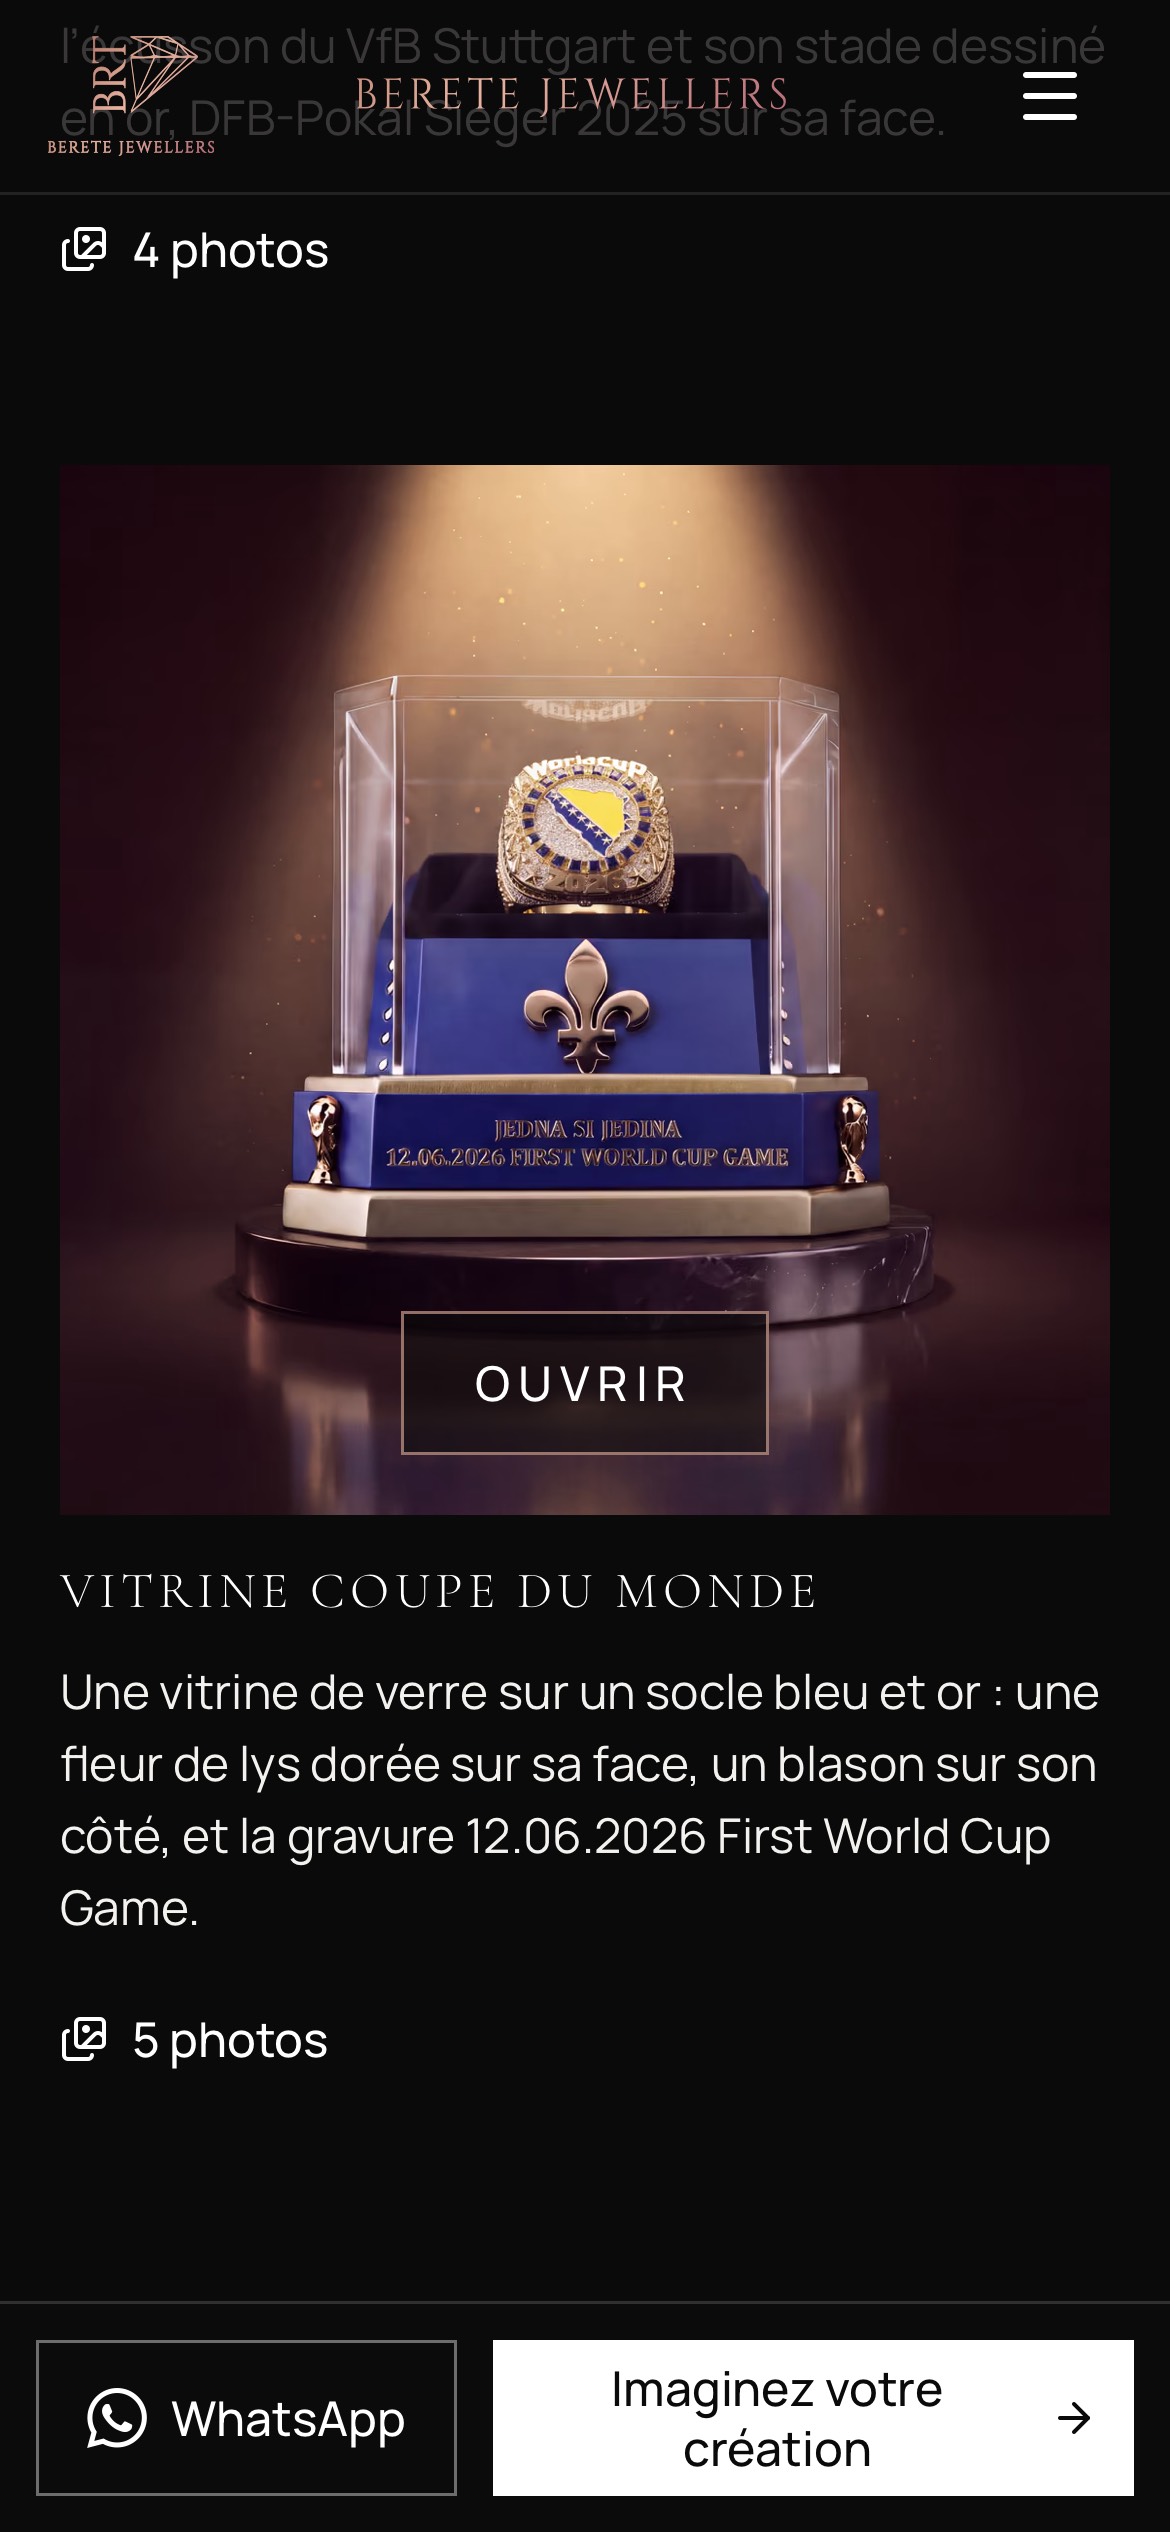 l'écusson du VfB Stuttgart et son stade dessiné
BRT
BERETE JEWELLERS
en or, DFB-Pokal Sieger 2025 sur sa face.
BERETE JEWELLERS
4 photos
WorldCup
2026
JEDNA SI JEDINA
12.06.2026 FIRST WORLD CUP GAME
OUVRIR
VITRINE COUPE DU MONDE
Une vitrine de verre sur un socle bleu et or : une
fleur de lys dorée sur sa face, un blason sur son
côté, et la gravure 12.06.2026 First World Cup
Game.
5 photos
WhatsApp
Imaginez votre
création